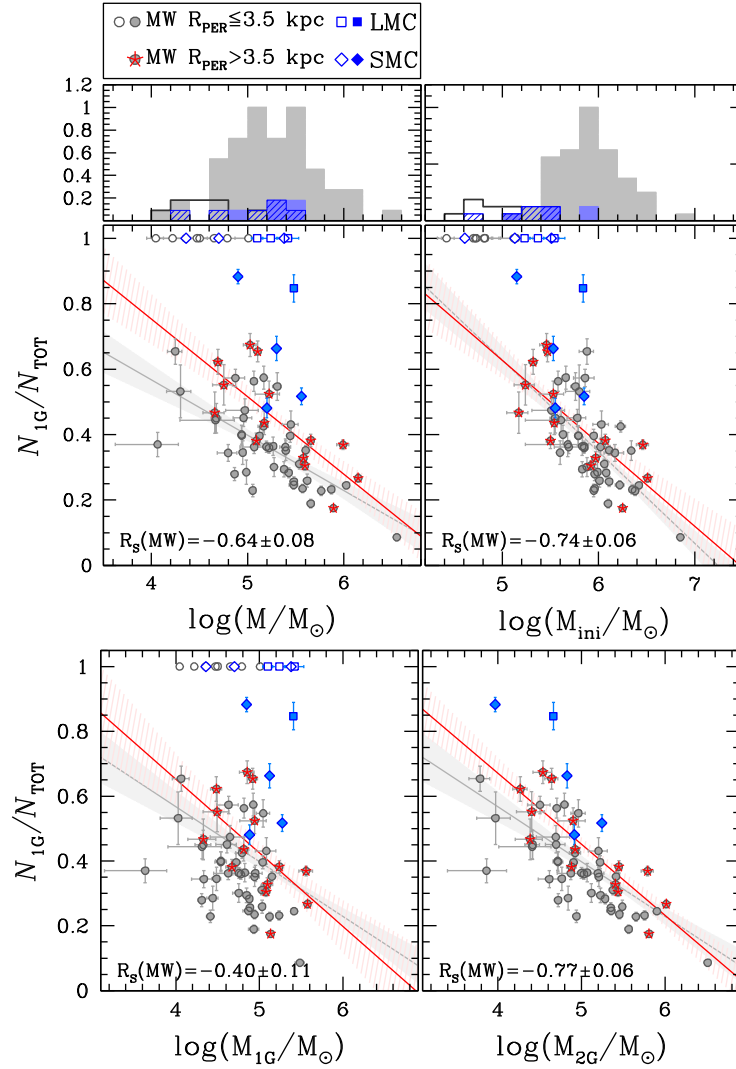 MW R_PER≤3.5 kpc LMC
MW R_PER>3.5 kpc SMC
1.2
1
0.8
0.6
0.4
0.2
1
0.8
0.6
0.4
0.2
0
N_1G/N_TOT
R_S(MW)=−0.64±0.08
R_S(MW)=−0.74±0.06
4 5 6
5 6 7
log(M/M_⊙) log(M_ini/M_⊙)
1
0.8
0.6
0.4
0.2
0
N_1G/N_TOT
R_S(MW)=−0.40±0.11
R_S(MW)=−0.77±0.06
4 5 6
4 5 6
log(M_1G/M_⊙) log(M_2G/M_⊙)